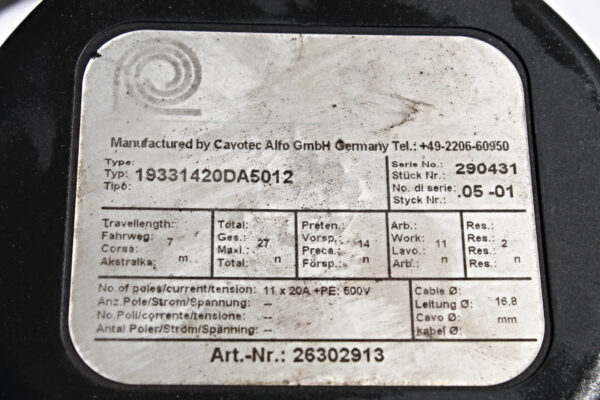 Manufactured by Cavotec Alfo GmbH Germany Tel.: +49-2206-60950
Type:
Typ: 19331420DA5012
Tipo:
Serie No.: 290431
Stück Nr.:
No. di serie: .05 -01
Styck Nr.:
Travellength:
Fahrweg: 7
Corsa:
Akstralka: m
Total:
Ges.: 27
Maxi.:
Total: n
Preten.:
Vorsp.: 14
Preca.:
Försp.: n
Arb.:
Work: 11
Lavo.:
Arb.: n
Res.:
Res.: 2
Res.:
Res.: n
No. of poles/current/tension: 11 x 20A +PE; 500V
Anz.Pole/Strom/Spannung: --
No.Poli/corrente/tensione: --
Antal Poler/Ström/Spänning: --
Cable Ø:
Leitung Ø: 16.8
Cavo Ø: mm
kabel Ø:
Art.-Nr.: 26302913